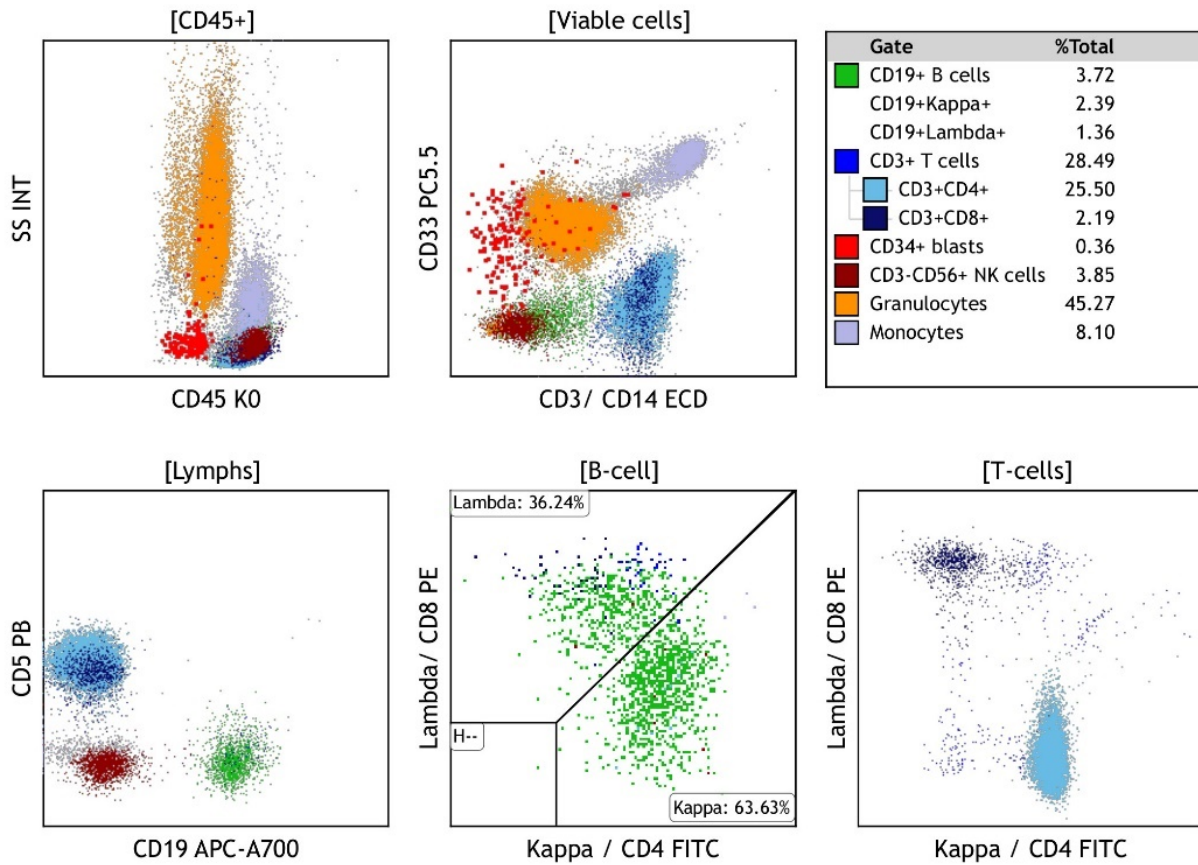 [CD45+]
SS INT
CD45 K0
[Viable cells]
CD33 PC5.5
CD3/ CD14 ECD
Gate %Total
CD19+ B cells 3.72
CD19+Kappa+ 2.39
CD19+Lambda+ 1.36
CD3+ T cells 28.49
CD3+CD4+ 25.50
CD3+CD8+ 2.19
CD34+ blasts 0.36
CD3-CD56+ NK cells 3.85
Granulocytes 45.27
Monocytes 8.10
[Lymphs]
CD5 PB
CD19 APC-A700
[B-cell]
Lambda: 36.24%
Lambda/ CD8 PE
H--
Kappa: 63.63%
Kappa / CD4 FITC
[T-cells]
Lambda/ CD8 PE
Kappa / CD4 FITC